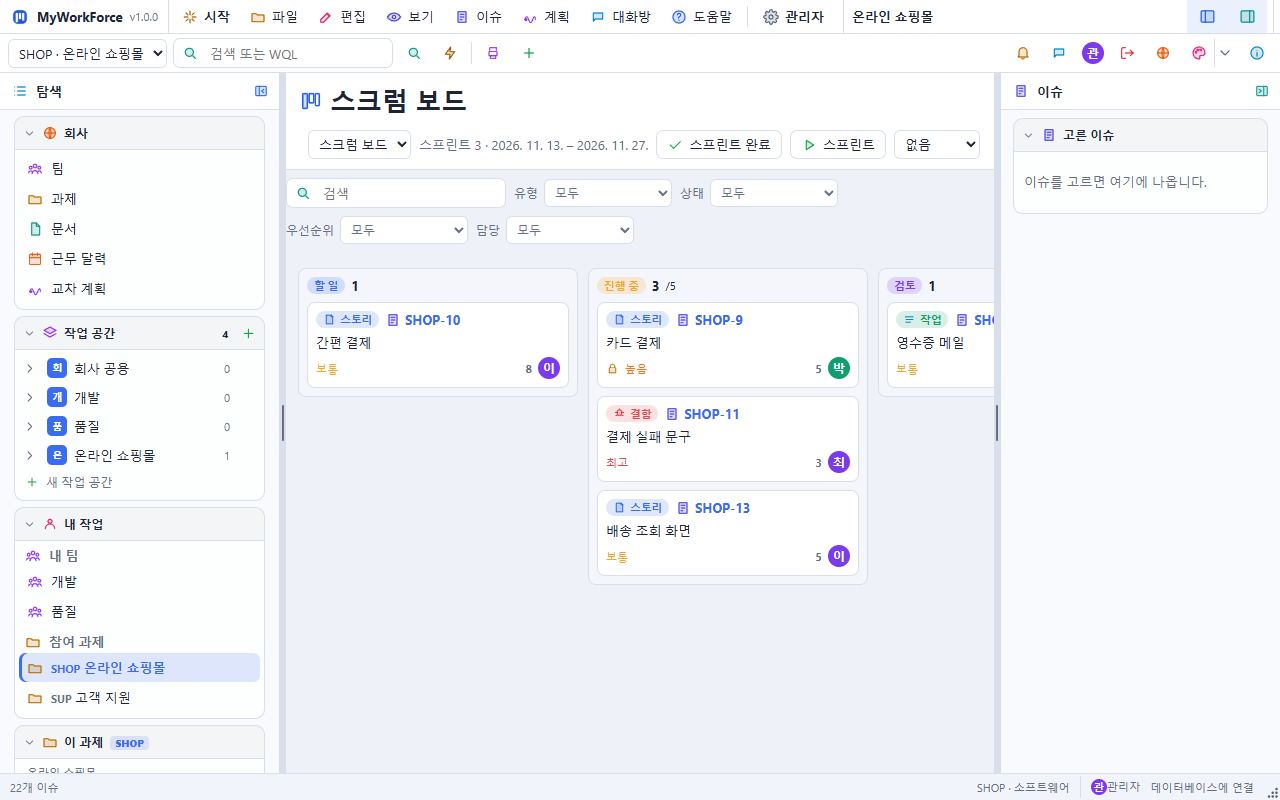 MyWorkForce v1.0.0 시작 파일 편집 보기 이슈 계획 대화방 도움말 관리자 온라인 쇼핑몰
SHOP · 온라인 쇼핑몰 검색 또는 WQL 관
탐색
회사
팀
과제
문서
근무 달력
교차 계획
작업 공간 4
회 회사 공용 0
개 개발 0
품 품질 0
온 온라인 쇼핑몰 1
새 작업 공간
내 작업
내 팀
개발
품질
참여 과제
SHOP 온라인 쇼핑몰
SUP 고객 지원
이 과제 SHOP
온라인 쇼핑몰
스크럼 보드
스크럼 보드 스프린트 3 · 2026. 11. 13. – 2026. 11. 27. 스프린트 완료 스프린트 없음
검색 유형 모두 상태 모두
우선순위 모두 담당 모두
할 일 1
스토리 SHOP-10
간편 결제
보통 8 이
진행 중 3 /5
스토리 SHOP-9
카드 결제
높음 5 박
결함 SHOP-11
결제 실패 문구
최고 3 최
스토리 SHOP-13
배송 조회 화면
보통 5 이
검토 1
작업 SHO
영수증 메일
보통
이슈
고른 이슈
이슈를 고르면 여기에 나옵니다.
22개 이슈 SHOP · 소프트웨어 관 관리자 데이터베이스에 연결